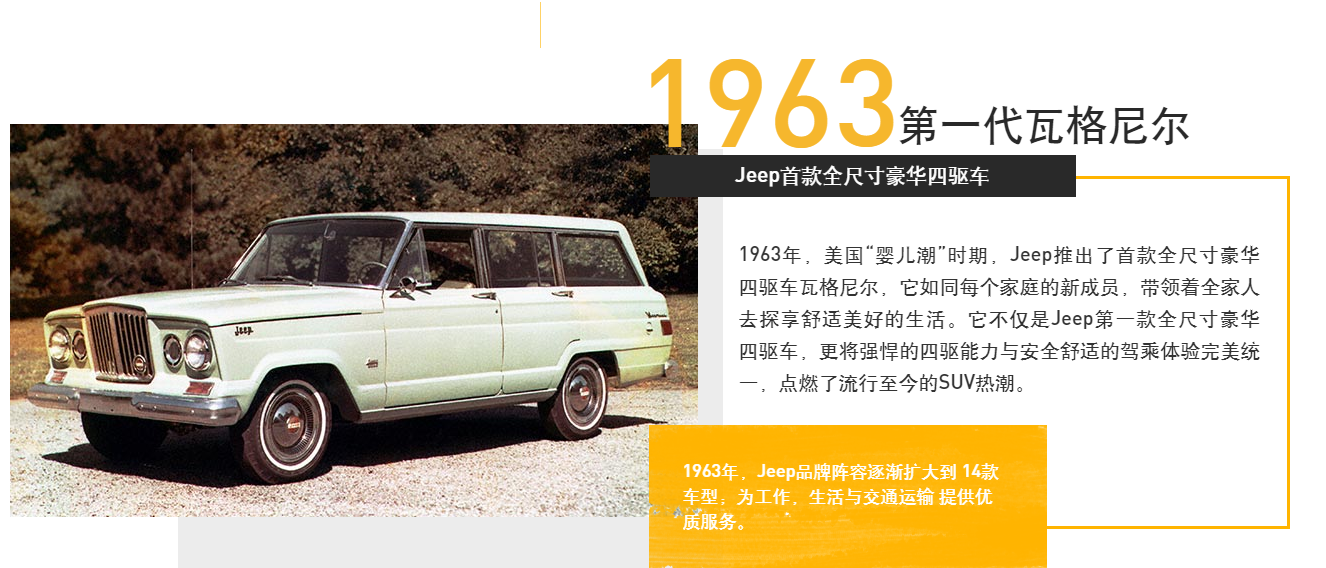 1963第一代瓦格尼尔
Jeep首款全尺寸豪华四驱车
1963年，美国“婴儿潮”时期，Jeep推出了首款全尺寸豪华
四驱车瓦格尼尔，它如同每个家庭的新成员，带领着全家人
去探享舒适美好的生活。它不仅是Jeep第一款全尺寸豪华
四驱车，更将强悍的四驱能力与安全舒适的驾乘体验完美统
一，点燃了流行至今的SUV热潮。
Jeep
1963年，Jeep品牌阵容逐渐扩大到 14款
车型，为工作，生活与交通运输 提供优
质服务。